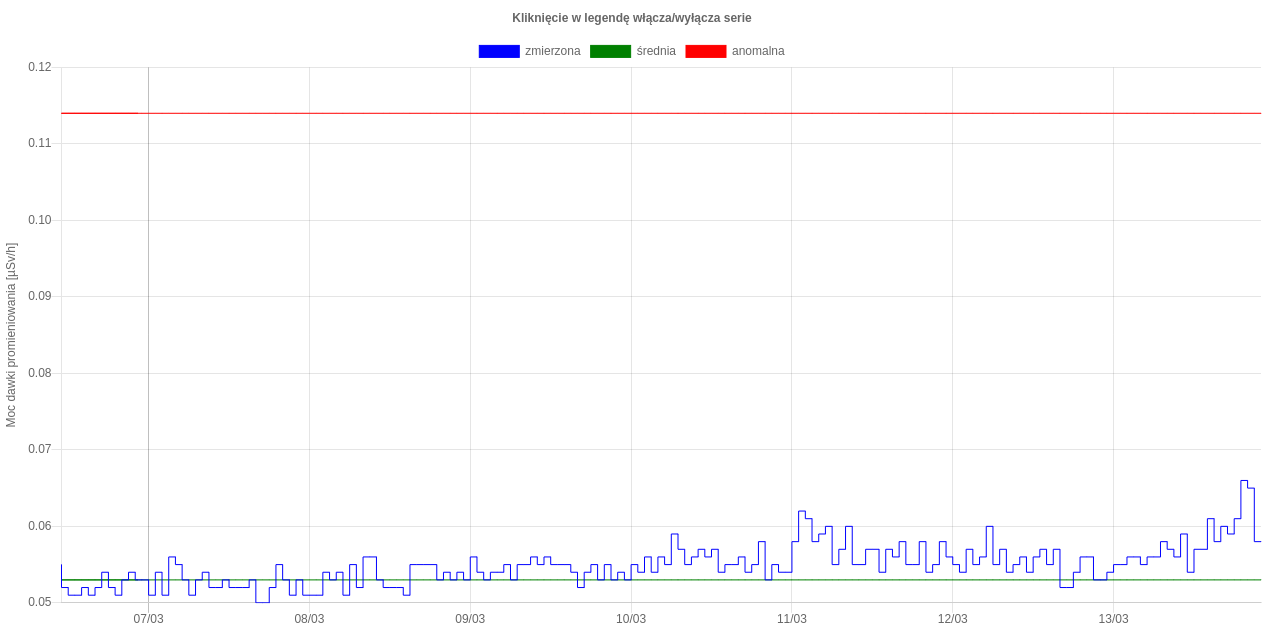 Kliknięcie w legendę włącza/wyłącza serie
zmierzona średnia anomalna
Moc dawki promieniowania [µSv/h]
0.12
0.11
0.10
0.09
0.08
0.07
0.06
0.05
07/03 08/03 09/03 10/03 11/03 12/03 13/03